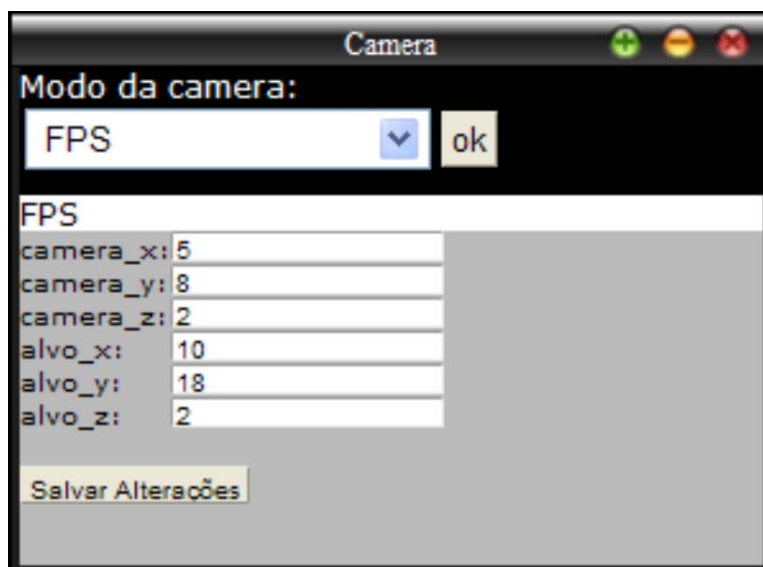 Camera
Modo da camera:
FPS ok
FPS
camera_x: 5
camera_y: 8
camera_z: 2
alvo_x: 10
alvo_y: 18
alvo_z: 2
Salvar Alterações